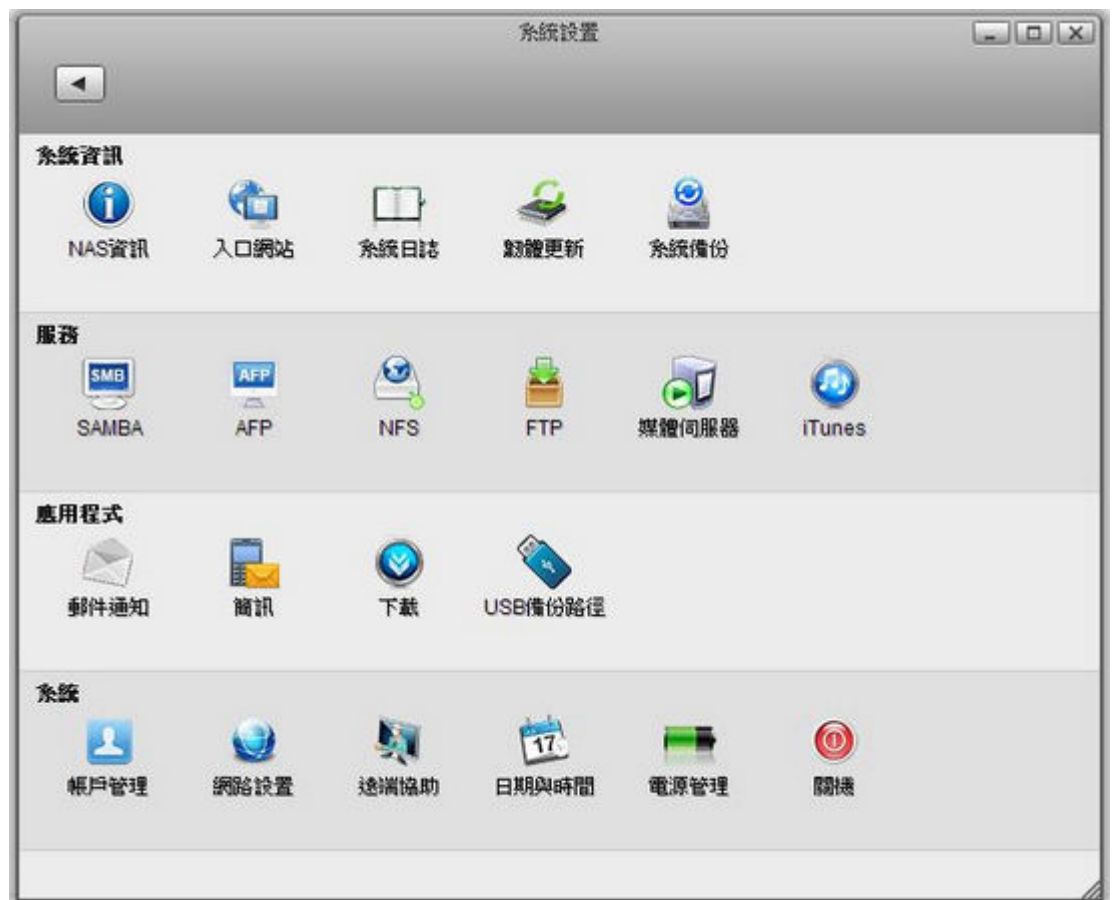 系統設置
系統資訊
NAS資訊 入口網站 系統日誌 韌體更新 系統備份
服務
SMB AFP
SAMBA AFP NFS FTP 媒體伺服器 iTunes
應用程式
郵件通知 簡訊 下載 USB備份路徑
系統
17
帳戶管理 網路設置 遠端協助 日期與時間 電源管理 關機